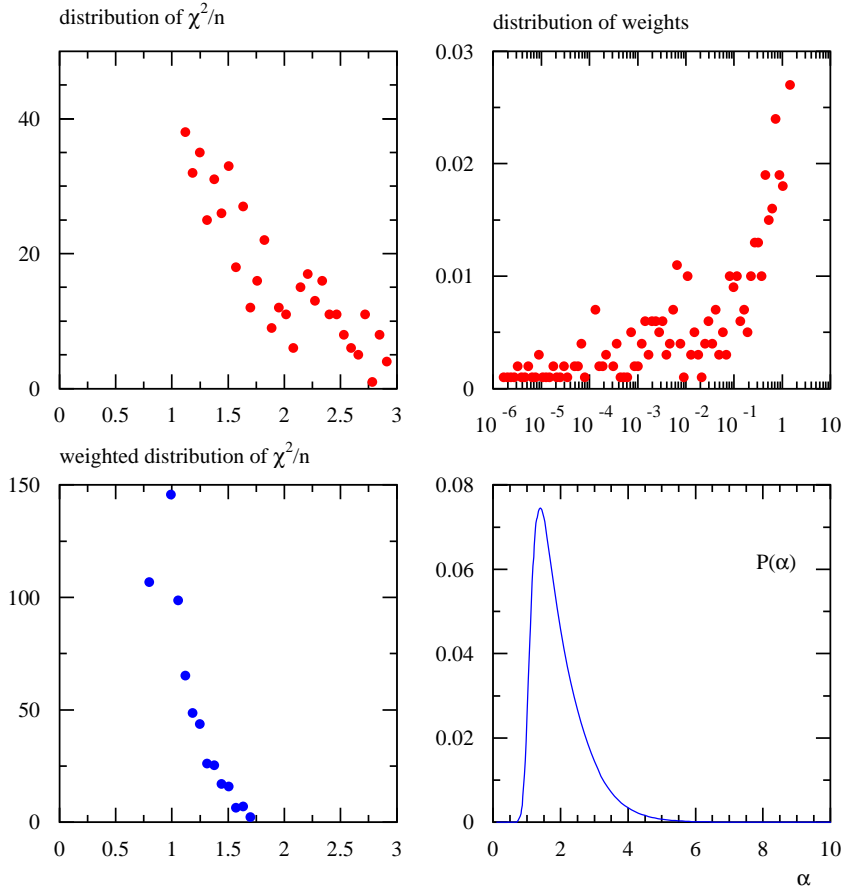 distribution of χ²/n
40
20
0
0 0.5 1 1.5 2 2.5 3
distribution of weights
0.03
0.02
0.01
0
10⁻⁶ 10⁻⁵ 10⁻⁴ 10⁻³ 10⁻² 10⁻¹ 1 10
weighted distribution of χ²/n
150
100
50
0
0 0.5 1 1.5 2 2.5 3
0.08
0.06
0.04
0.02
0
P(α)
0 2 4 6 8 10
α